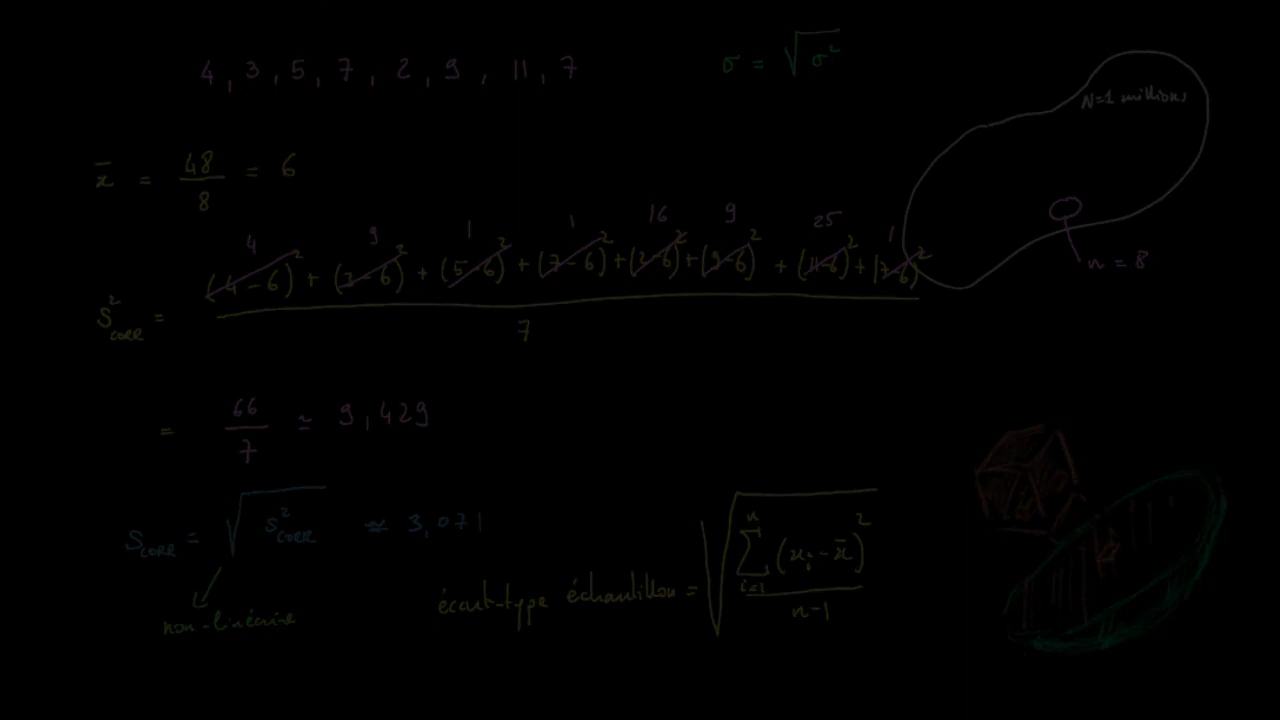 4, 3, 5, 7, 2, 9, 11, 7
σ = √σ²
N=1 millions
x̄ = 48/8 = 6
n = 8
4 9 1 1 16 9 25 1
S²corr = ((4-6)² + (3-6)² + (5-6)² + (7-6)² + (2-6)² + (9-6)² + (11-6)² + (7-6)²)/7
= 66/7 ≃ 9,429
Scorr = √S²corr ≃ 3,071
non-linéaire
écart-type échantillon = √(∑ i=1 n (xi - x̄)² / n-1)